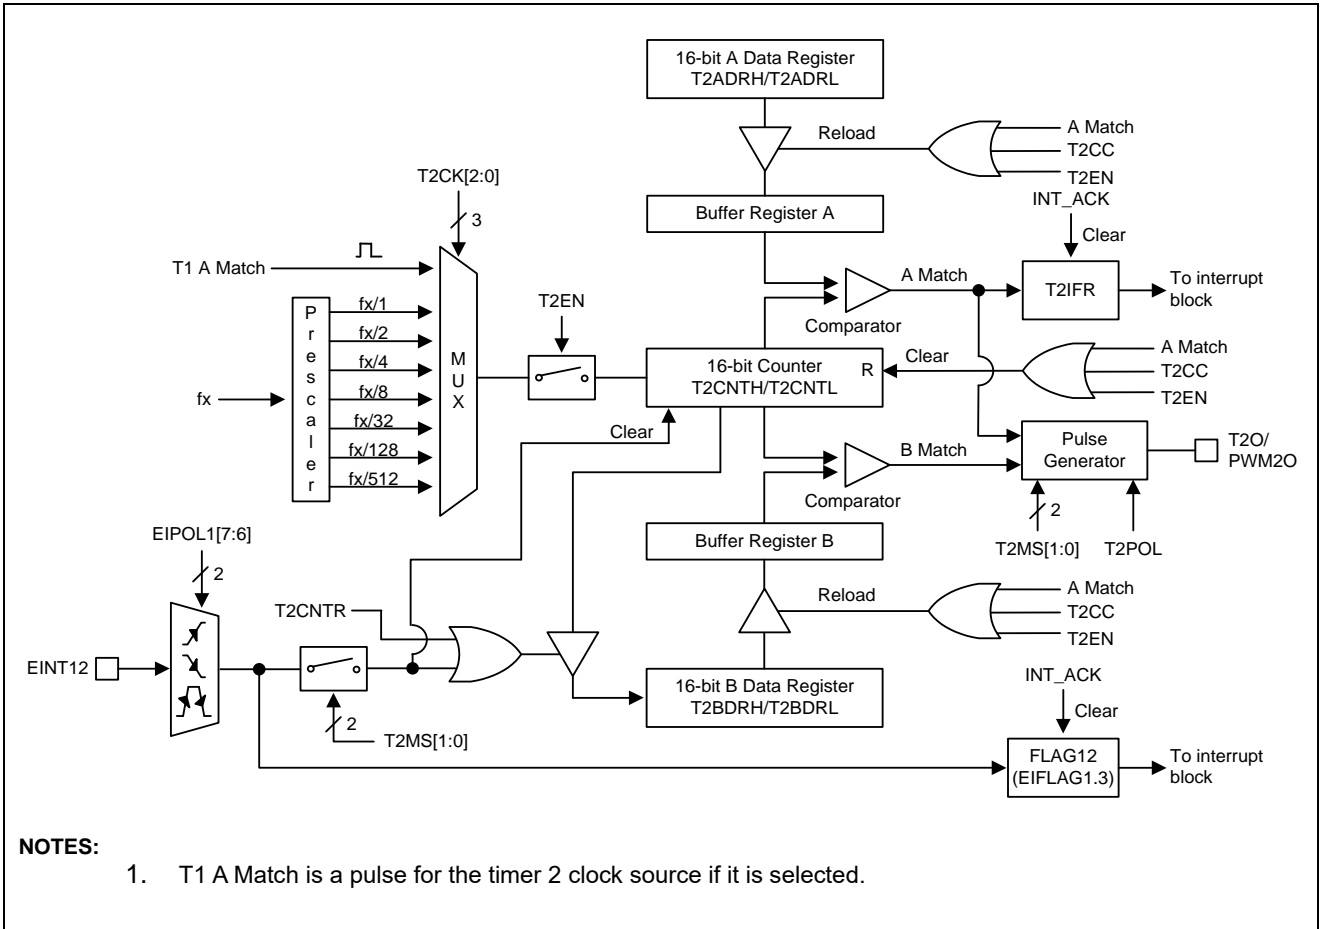 16-bit A Data Register
T2ADRH/T2ADRL
Reload
A Match
T2CC
T2EN
T2CK[2:0]
3
Buffer Register A
INT_ACK
Clear
T1 A Match
A Match
T2IFR
To interrupt
block
Comparator
Prescaler
fx/1
fx/2
fx/4
fx/8
fx/32
fx/128
fx/512
fx
MUX
T2EN
16-bit Counter
T2CNTH/T2CNTL
R
Clear
A Match
T2CC
T2EN
Clear
B Match
Comparator
Pulse
Generator
T2O/
PWM2O
2
T2MS[1:0]
T2POL
Buffer Register B
EIPOL1[7:6]
2
T2CNTR
Reload
A Match
T2CC
T2EN
EINT12
2
T2MS[1:0]
16-bit B Data Register
T2BDRH/T2BDRL
INT_ACK
Clear
FLAG12
(EIFLAG1.3)
To interrupt
block
NOTES:
1. T1 A Match is a pulse for the timer 2 clock source if it is selected.